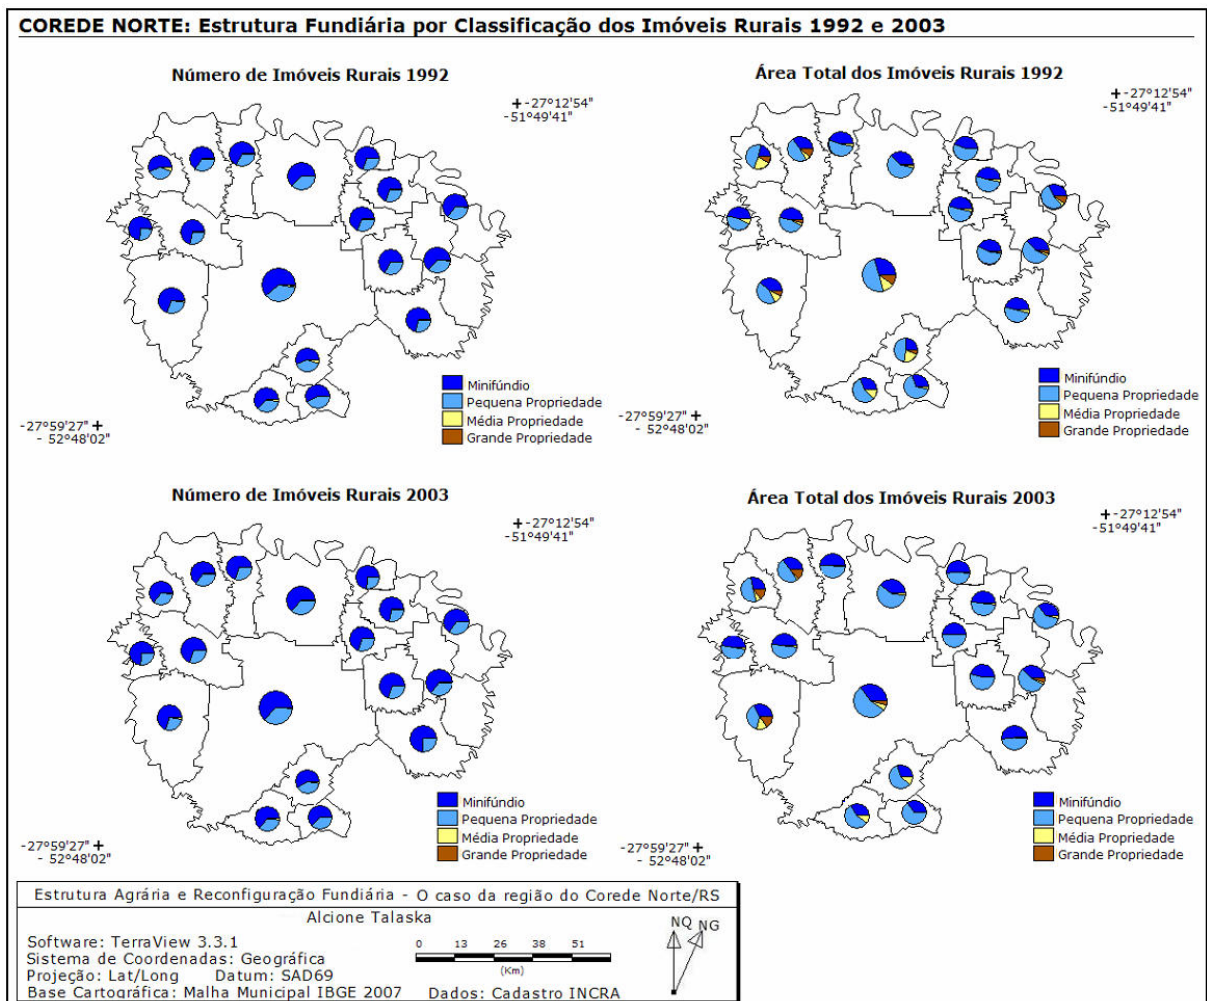 COREDE NORTE: Estrutura Fundiária por Classificação dos Imóveis Rurais 1992 e 2003
Número de Imóveis Rurais 1992
+ -27°12'54"
-51°49'41"
Minifúndio
Pequena Propriedade
Média Propriedade
Grande Propriedade
-27°59'27" +
- 52°48'02"
Área Total dos Imóveis Rurais 1992
+ -27°12'54"
-51°49'41"
Minifúndio
Pequena Propriedade
Média Propriedade
Grande Propriedade
-27°59'27" +
- 52°48'02"
Número de Imóveis Rurais 2003
+ -27°12'54"
-51°49'41"
Minifúndio
Pequena Propriedade
Média Propriedade
Grande Propriedade
-27°59'27" +
- 52°48'02"
Área Total dos Imóveis Rurais 2003
+ -27°12'54"
-51°49'41"
Minifúndio
Pequena Propriedade
Média Propriedade
Grande Propriedade
-27°59'27" +
- 52°48'02"
Estrutura Agrária e Reconfiguração Fundiária - O caso da região do Corede Norte/RS
Alcione Talaska
Software: TerraView 3.3.1
Sistema de Coordenadas: Geográfica
Projeção: Lat/Long Datum: SAD69
Base Cartográfica: Malha Municipal IBGE 2007 Dados: Cadastro INCRA
0 13 26 38 51
(Km)
NQ NG